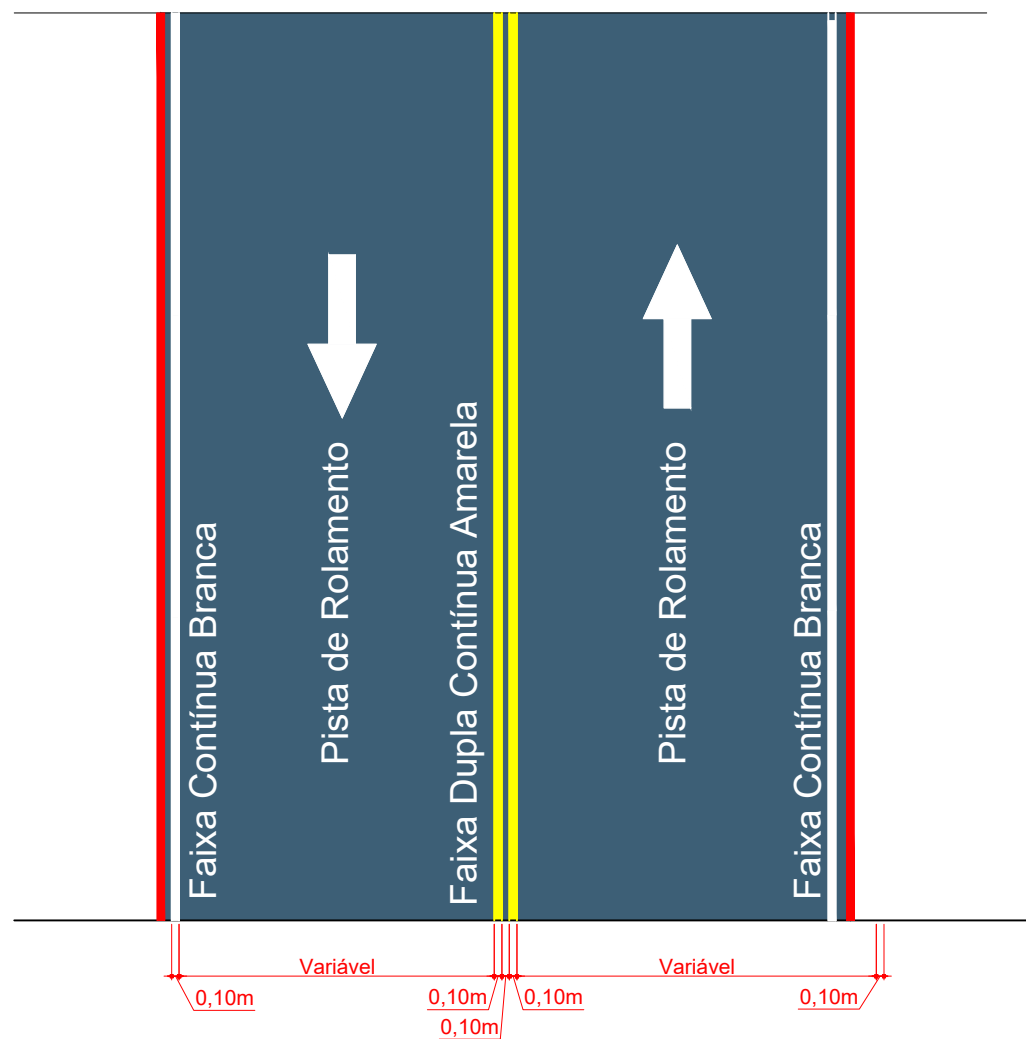 Faixa Contínua Branca
Pista de Rolamento
Faixa Dupla Contínua Amarela
Pista de Rolamento
Faixa Contínua Branca
Variável
Variável
0,10m
0,10m
0,10m
0,10m
0,10m